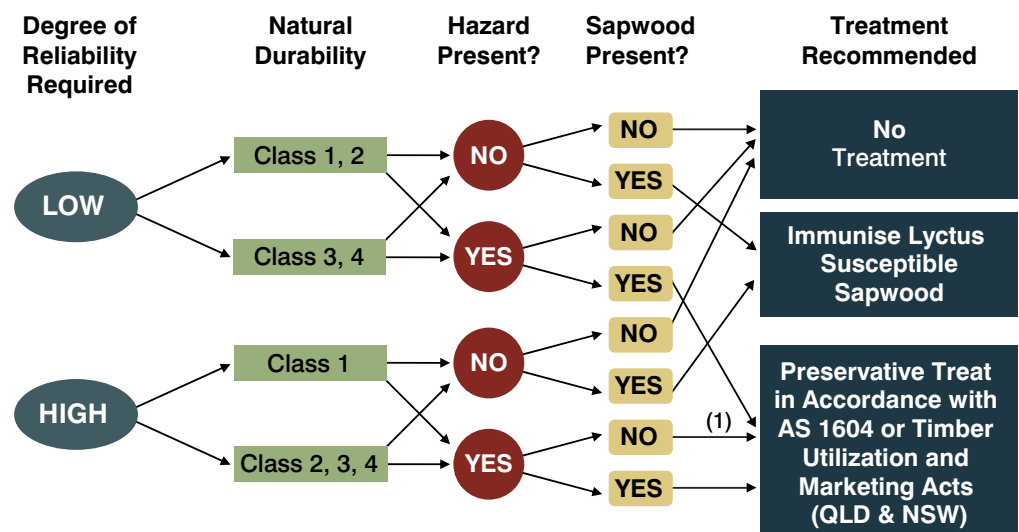 Degree of
Reliability
Required
Natural
Durability
Hazard
Present?
Sapwood
Present?
Treatment
Recommended
LOW
Class 1, 2
Class 3, 4
NO
YES
NO
YES
NO
YES
No
Treatment
Immunise Lyctus
Susceptible
Sapwood
HIGH
Class 1
Class 2, 3, 4
NO
YES
NO
YES
NO
(1)
YES
Preservative Treat
in Accordance with
AS 1604 or Timber
Utilization and
Marketing Acts
(QLD & NSW)